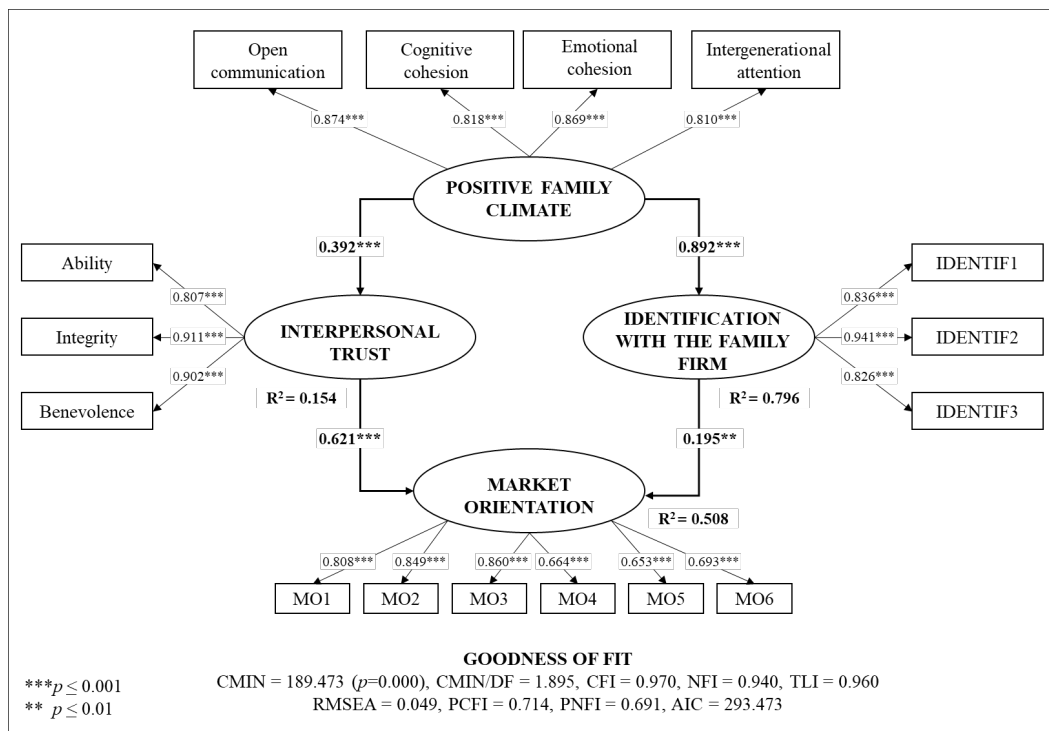 Open
communication
Cognitive
cohesion
Emotional
cohesion
Intergenerational
attention
0.874***
0.818***
0.869***
0.810***
POSITIVE FAMILY
CLIMATE
0.392***
0.892***
Ability
Integrity
Benevolence
0.807***
0.911***
0.902***
INTERPERSONAL
TRUST
IDENTIFICATION
WITH THE FAMILY
FIRM
0.836***
0.941***
0.826***
IDENTIF1
IDENTIF2
IDENTIF3
R² = 0.154
R² = 0.796
0.621***
0.195**
MARKET
ORIENTATION
R² = 0.508
0.808***
0.849***
0.860***
0.664***
0.653***
0.693***
MO1
MO2
MO3
MO4
MO5
MO6
GOODNESS OF FIT
CMIN = 189.473 (p=0.000), CMIN/DF = 1.895, CFI = 0.970, NFI = 0.940, TLI = 0.960
RMSEA = 0.049, PCFI = 0.714, PNFI = 0.691, AIC = 293.473
***p ≤ 0.001
** p ≤ 0.01